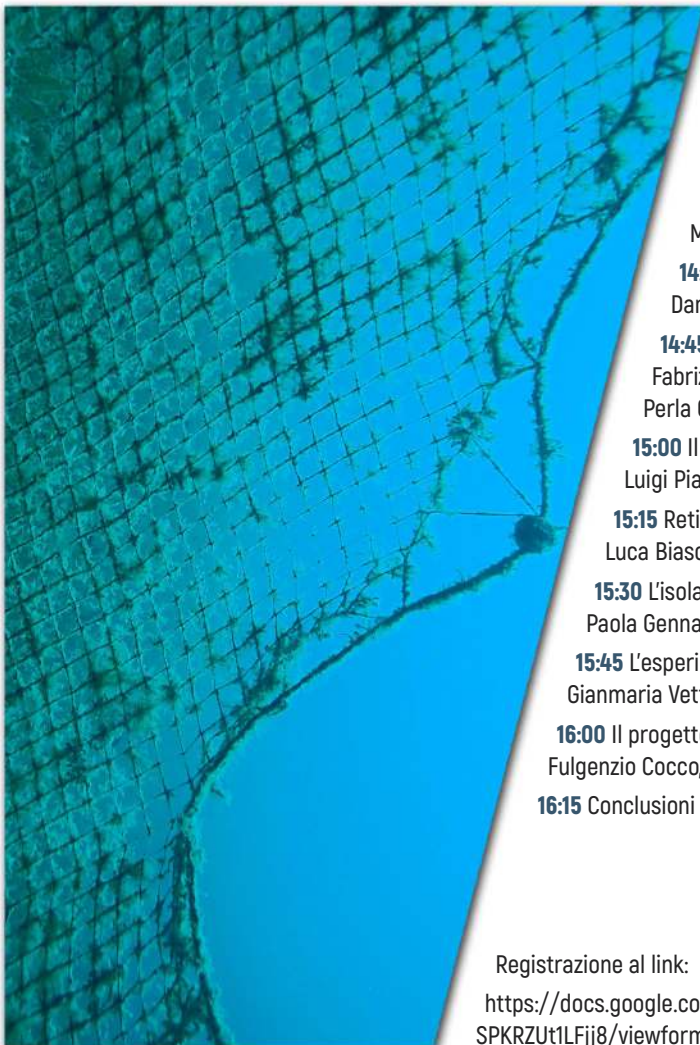 M
14
Dar
14:45
Fabriz
Perla
15:00 Il
Luigi Pia
15:15 Reti
Luca Biaso
15:30 L'isola
Paola Genna
15:45 L'esperi
Gianmaria Vet
16:00 Il progett
Fulgenzio Cocco,
16:15 Conclusioni
Registrazione al link:
https://docs.google.co
SPKRZUt1LFjj8/viewform